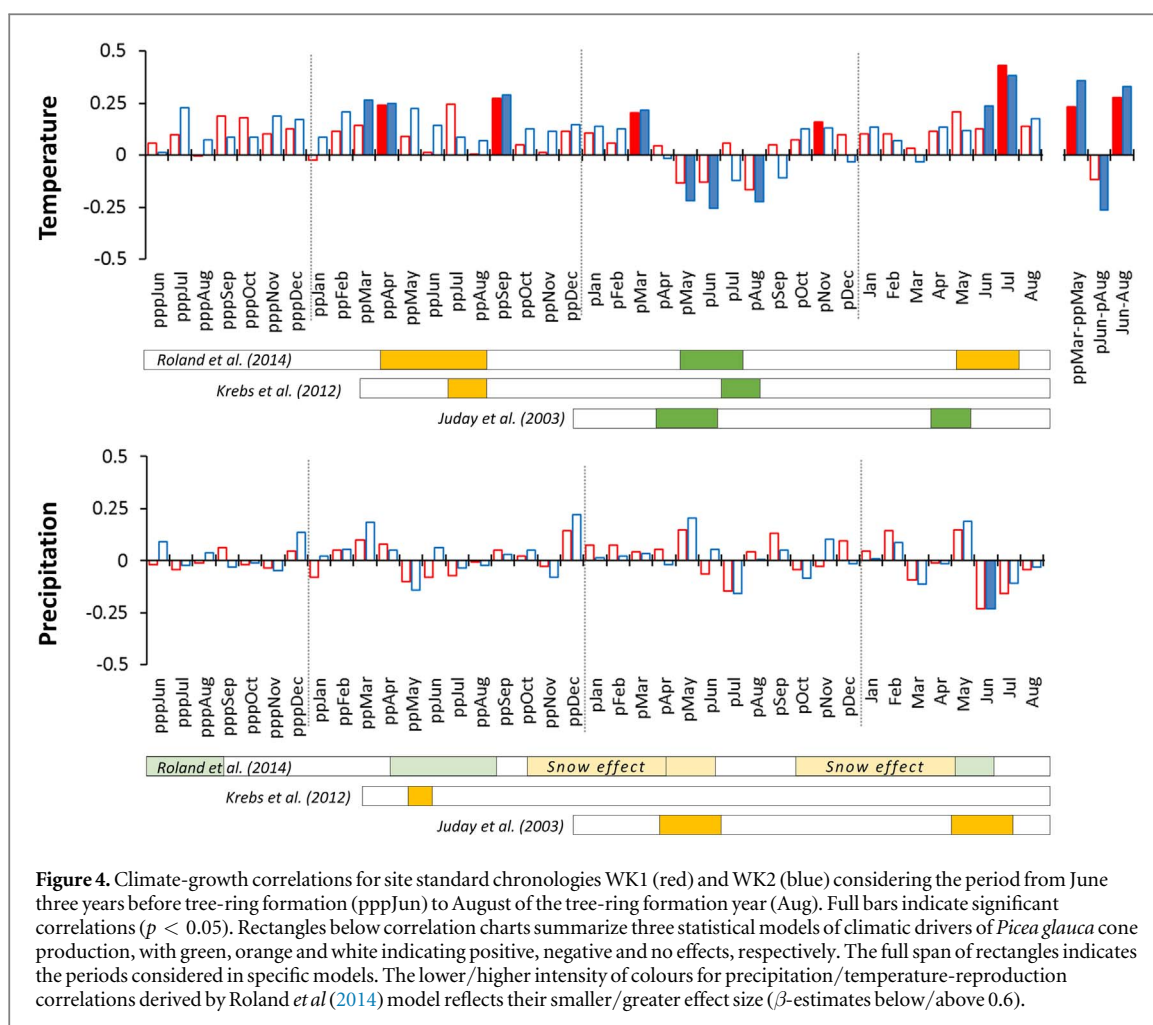 Temperature
0.5
0.25
0
-0.25
-0.5
pppJun pppJul pppAug pppSep pppOct pppNov pppDec ppJan ppFeb ppMar ppApr ppMay ppJun ppJul ppAug ppSep ppOct ppNov ppDec pJan pFeb pMar pApr pMay pJun pJul pAug pSep pOct pNov pDec Jan Feb Mar Apr May Jun Jul Aug ppMar-ppMay pJun-pAug Jun-Aug
Roland et al. (2014)
Krebs et al. (2012)
Juday et al. (2003)
Precipitation
0.5
0.25
0
-0.25
-0.5
pppJun pppJul pppAug pppSep pppOct pppNov pppDec ppJan ppFeb ppMar ppApr ppMay ppJun ppJul ppAug ppSep ppOct ppNov ppDec pJan pFeb pMar pApr pMay pJun pJul pAug pSep pOct pNov pDec Jan Feb Mar Apr May Jun Jul Aug
Roland et al. (2014) Snow effect Snow effect
Krebs et al. (2012)
Juday et al. (2003)
Figure 4. Climate-growth correlations for site standard chronologies WK1 (red) and WK2 (blue) considering the period from June
three years before tree-ring formation (pppJun) to August of the tree-ring formation year (Aug). Full bars indicate significant
correlations (p < 0.05). Rectangles below correlation charts summarize three statistical models of climatic drivers of Picea glauca cone
production, with green, orange and white indicating positive, negative and no effects, respectively. The full span of rectangles indicates
the periods considered in specific models. The lower/higher intensity of colours for precipitation/temperature-reproduction
correlations derived by Roland et al (2014) model reflects their smaller/greater effect size (β-estimates below/above 0.6).